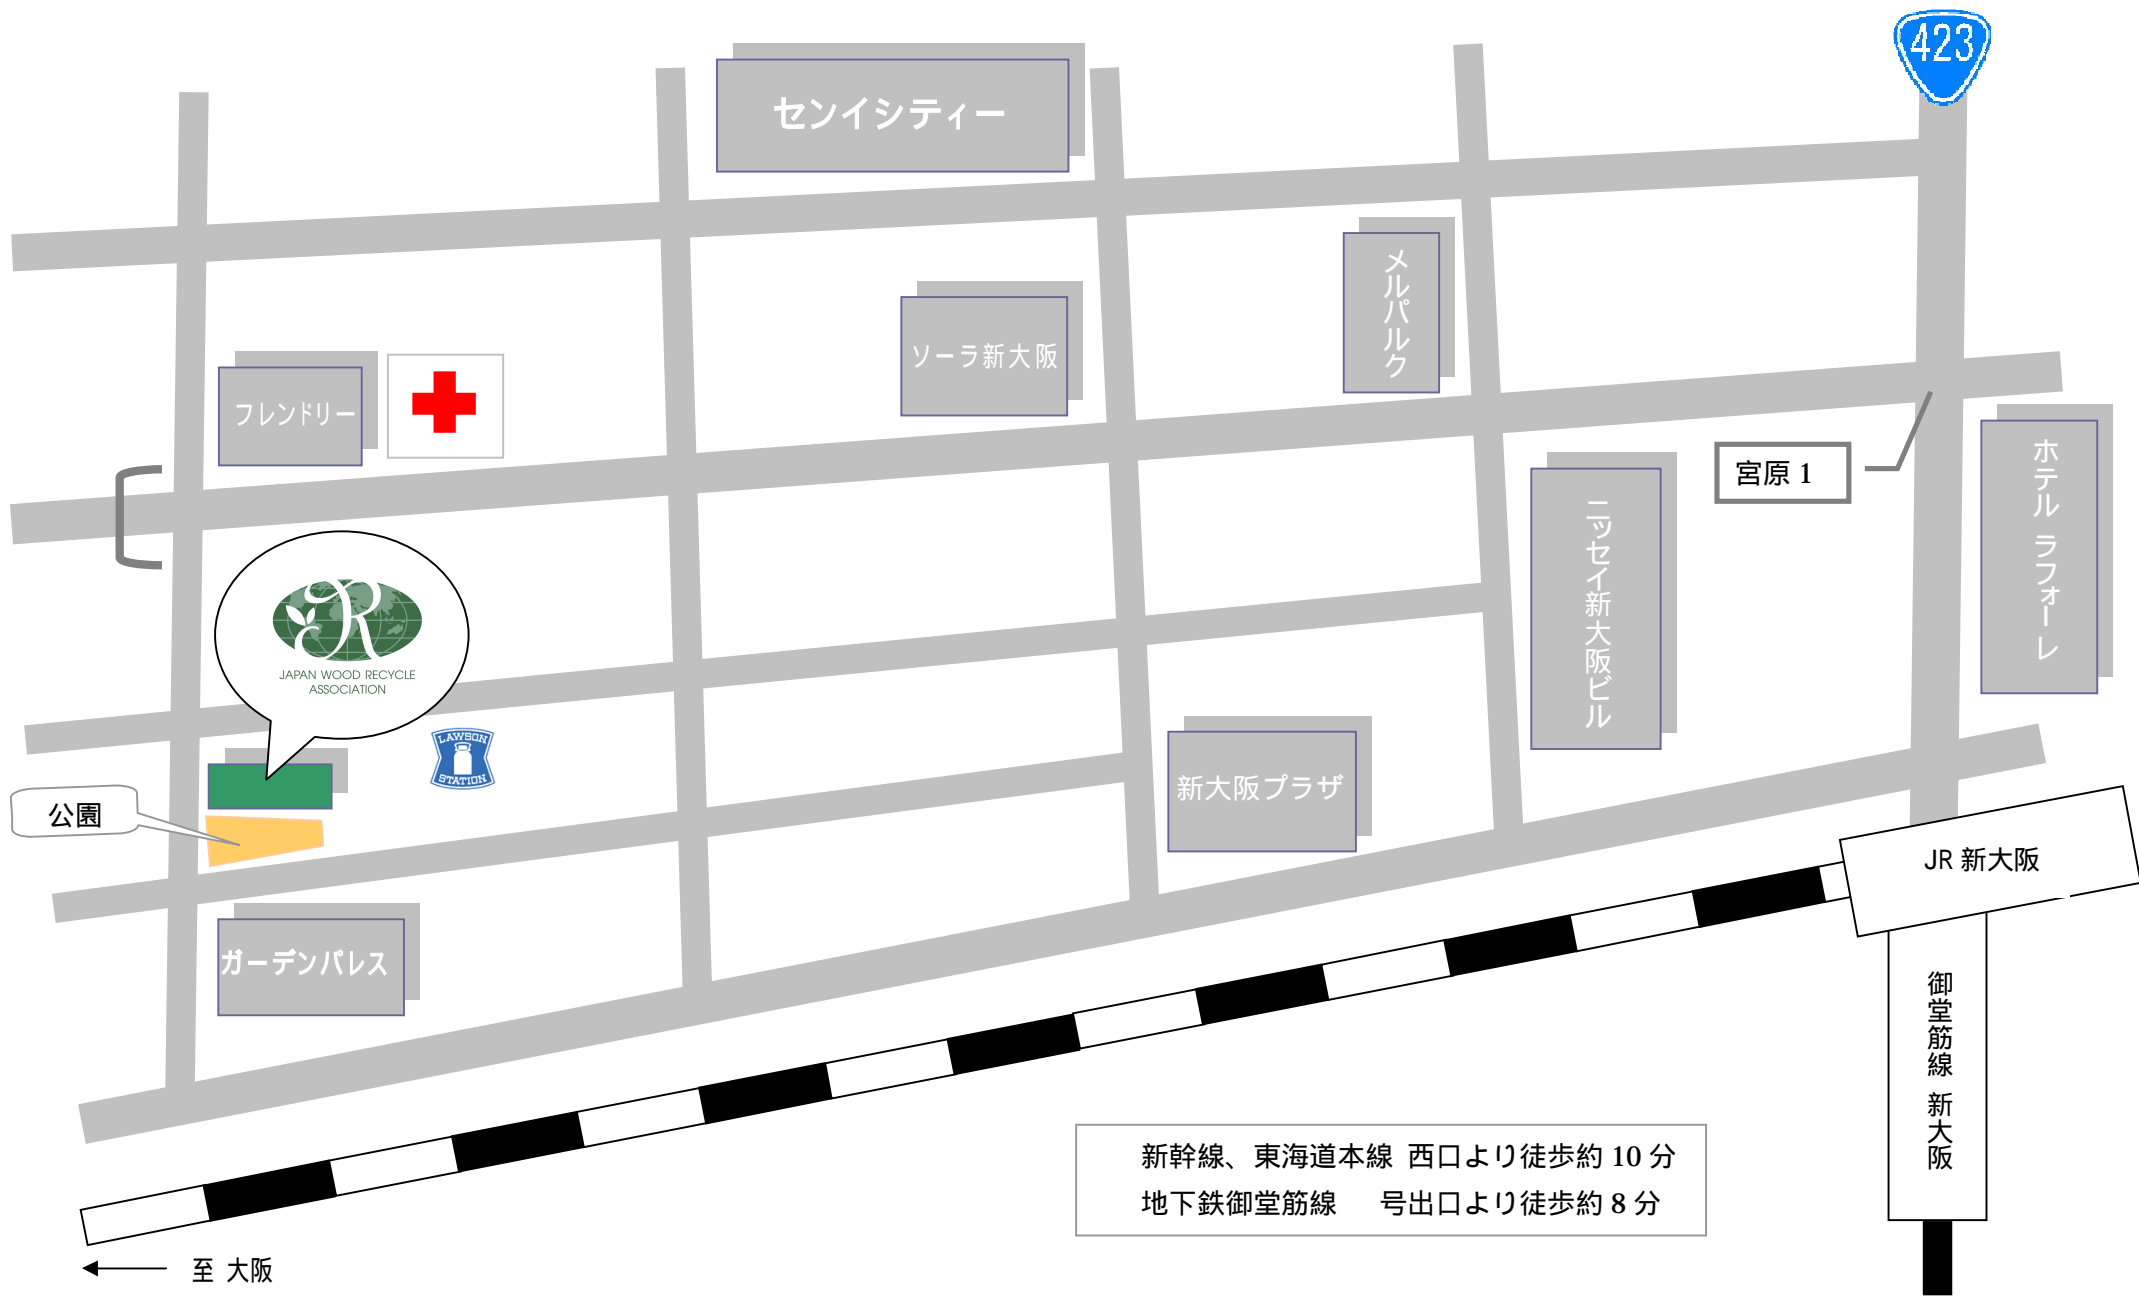 423
センイシティー
メルパルク
ソーラ新大阪
フレンドリー
ホテル ラフォーレ
宮原 1
ニッセイ新大阪ビル
JAPAN WOOD RECYCLE
ASSOCIATION
LAWSON
STATION
新大阪プラザ
公園
JR 新大阪
ガーデンパレス
御堂筋線 新大阪
新幹線、東海道本線 西口より徒歩約 10 分
地下鉄御堂筋線 号出口より徒歩約 8 分
至 大阪